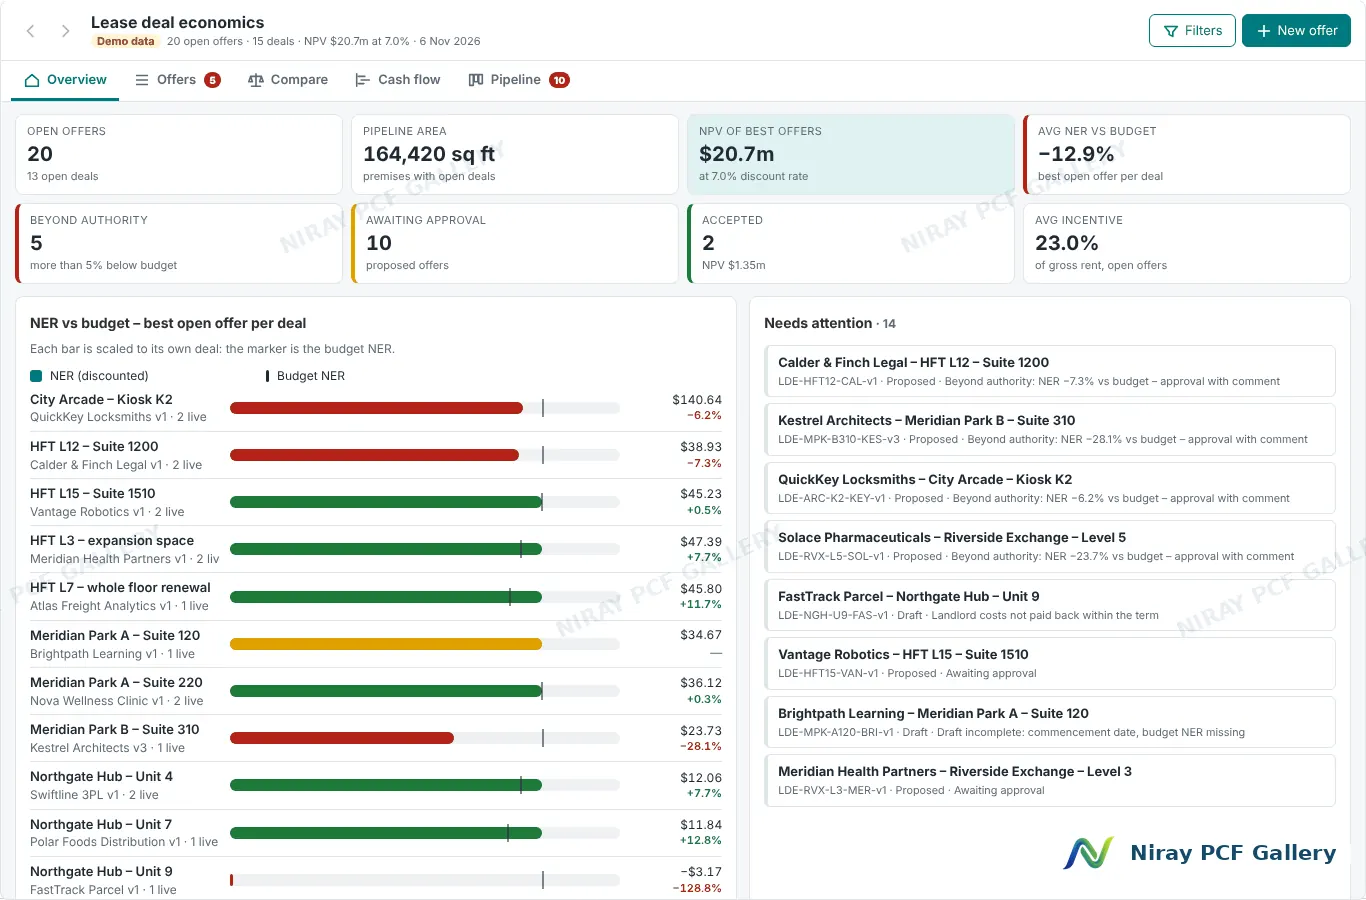 Lease deal economics
Demo data 20 open offers · 15 deals · NPV $20.7m at 7.0% · 6 Nov 2026
Filters
New offer
Overview
Offers 5
Compare
Cash flow
Pipeline 10
OPEN OFFERS
20
13 open deals
PIPELINE AREA
164,420 sq ft
premises with open deals
NPV OF BEST OFFERS
$20.7m
at 7.0% discount rate
AVG NER VS BUDGET
−12.9%
best open offer per deal
BEYOND AUTHORITY
5
more than 5% below budget
AWAITING APPROVAL
10
proposed offers
ACCEPTED
2
NPV $1.35m
AVG INCENTIVE
23.0%
of gross rent, open offers
NER vs budget – best open offer per deal
Each bar is scaled to its own deal: the marker is the budget NER.
NER (discounted)
Budget NER
City Arcade – Kiosk K2
QuickKey Locksmiths v1 · 2 live
$140.64
−6.2%
HFT L12 – Suite 1200
Calder & Finch Legal v1 · 2 live
$38.93
−7.3%
HFT L15 – Suite 1510
Vantage Robotics v1 · 2 live
$45.23
+0.5%
HFT L3 – expansion space
Meridian Health Partners v1 · 2 liv
$47.39
+7.7%
HFT L7 – whole floor renewal
Atlas Freight Analytics v1 · 1 live
$45.80
+11.7%
Meridian Park A – Suite 120
Brightpath Learning v1 · 1 live
$34.67
—
Meridian Park A – Suite 220
Nova Wellness Clinic v1 · 2 live
$36.12
+0.3%
Meridian Park B – Suite 310
Kestrel Architects v3 · 1 live
$23.73
−28.1%
Northgate Hub – Unit 4
Swiftline 3PL v1 · 2 live
$12.06
+7.7%
Northgate Hub – Unit 7
Polar Foods Distribution v1 · 1 live
$11.84
+12.8%
Northgate Hub – Unit 9
FastTrack Parcel v1 · 1 live
−$3.17
−128.8%
Needs attention · 14
Calder & Finch Legal – HFT L12 – Suite 1200
LDE-HFT12-CAL-v1 · Proposed · Beyond authority: NER −7.3% vs budget – approval with comment
Kestrel Architects – Meridian Park B – Suite 310
LDE-MPK-B310-KES-v3 · Proposed · Beyond authority: NER −28.1% vs budget – approval with comment
QuickKey Locksmiths – City Arcade – Kiosk K2
LDE-ARC-K2-KEY-v1 · Proposed · Beyond authority: NER −6.2% vs budget – approval with comment
Solace Pharmaceuticals – Riverside Exchange – Level 5
LDE-RVX-L5-SOL-v1 · Proposed · Beyond authority: NER −23.7% vs budget – approval with comment
FastTrack Parcel – Northgate Hub – Unit 9
LDE-NGH-U9-FAS-v1 · Draft · Landlord costs not paid back within the term
Vantage Robotics – HFT L15 – Suite 1510
LDE-HFT15-VAN-v1 · Proposed · Awaiting approval
Brightpath Learning – Meridian Park A – Suite 120
LDE-MPK-A120-BRI-v1 · Draft · Draft incomplete: commencement date, budget NER missing
Meridian Health Partners – Riverside Exchange – Level 3
LDE-RVX-L3-MER-v1 · Proposed · Awaiting approval
Niray PCF Gallery
NIRAY PCF GALLERY
NIRAY PCF GALLERY
PCF GALLERY
NIRAY PCF GALLERY
NIRAY PCF GALLE